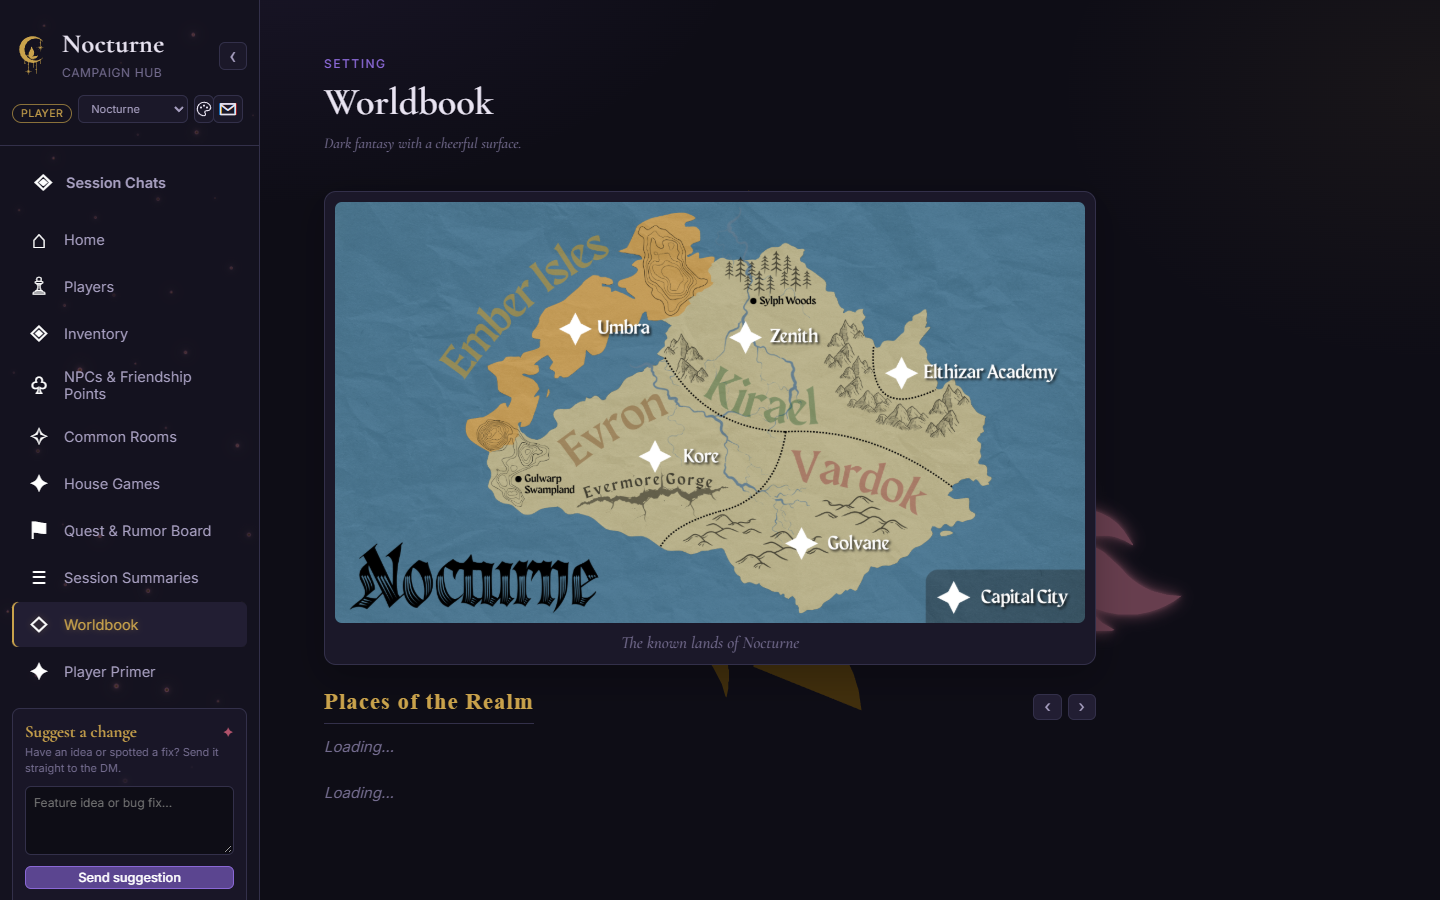 Nocturne
CAMPAIGN HUB
PLAYER
Nocturne
Session Chats
Home
Players
Inventory
NPCs & Friendship
Points
Common Rooms
House Games
Quest & Rumor Board
Session Summaries
Worldbook
Player Primer
Suggest a change
Have an idea or spotted a fix? Send it
straight to the DM.
Feature idea or bug fix...
Send suggestion
SETTING
Worldbook
Dark fantasy with a cheerful surface.
Ember Isles
Sylph Woods
Umbra
Zenith
Elthizar Academy
Kirael
Evron
Kore
Vardok
Gulwarp
Swampland
Evermore Gorge
Golvane
Nocturne
Capital City
The known lands of Nocturne
Places of the Realm
Loading...
Loading...